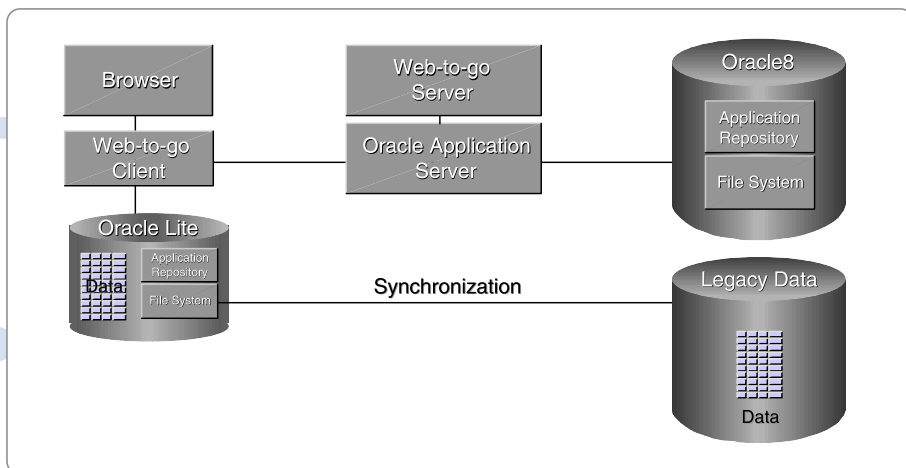 Browser
Web-to-go
Server
Oracle8
Application
Repository
File System
Web-to-go
Client
Oracle Application
Server
Oracle Lite
Data
Application
Repository
File System
Synchronization
Legacy Data
Data